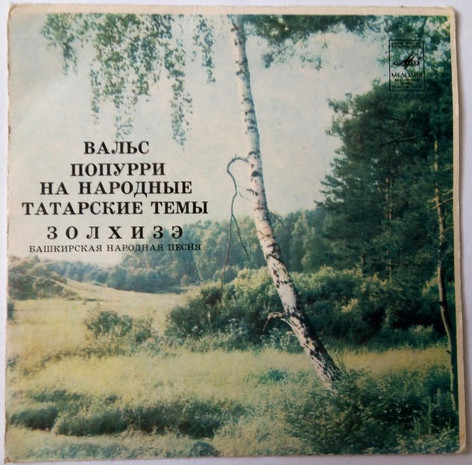 ВАЛЬС
ПОПУРРИ
НА НАРОДНЫЕ
ТАТАРСКИЕ ТЕМЫ
ЗОЛХИЗЭ
БАШКИРСКАЯ НАРОДНАЯ ПЕСНЯ
МЕЛОДИЯ